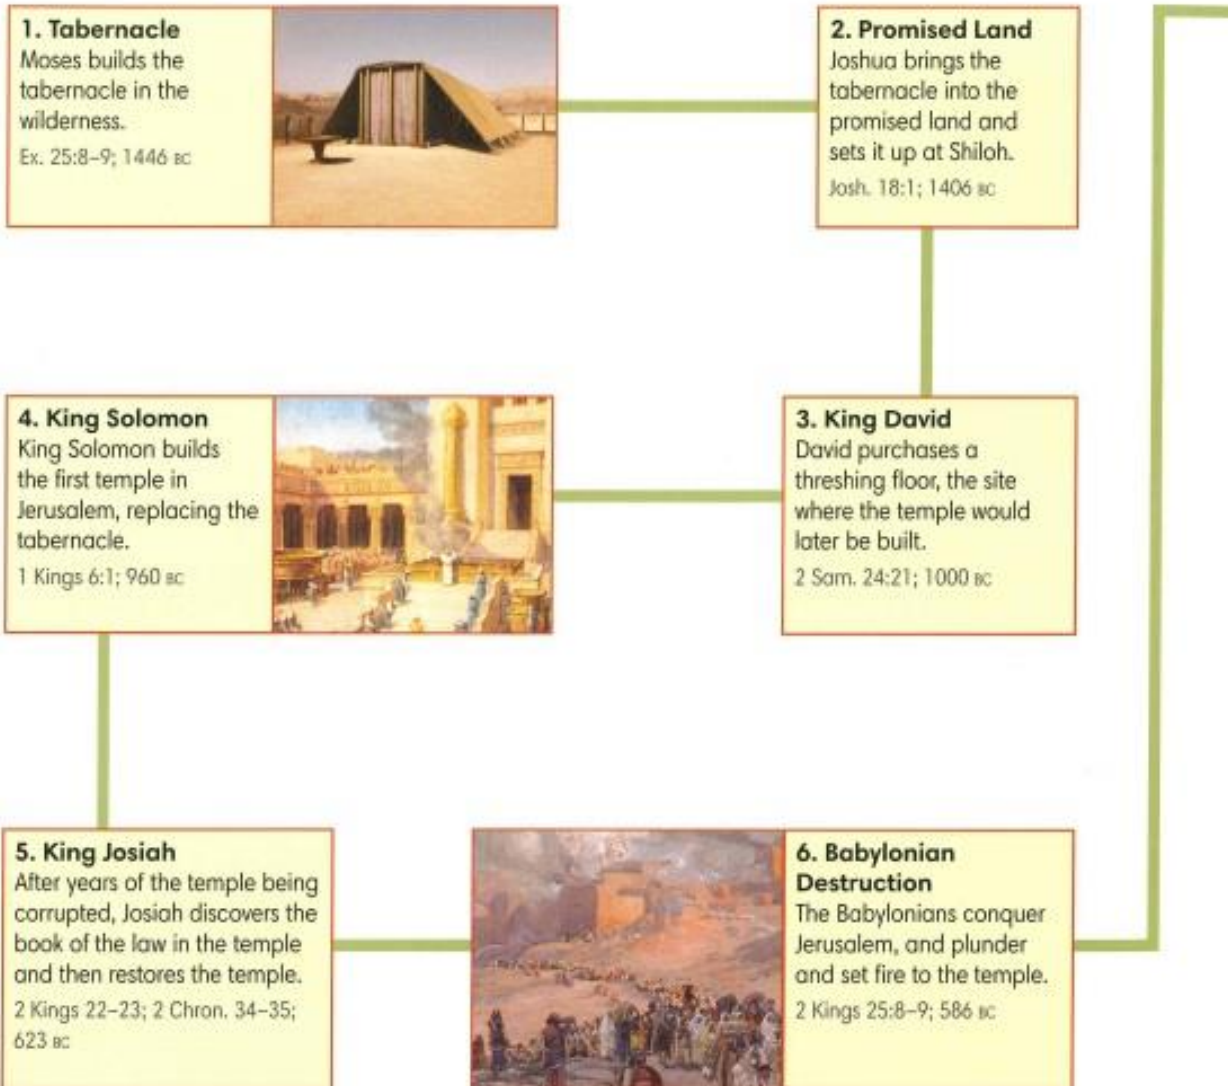 1. Tabernacle
Moses builds the
tabernacle in the
wilderness.
Ex. 25:8–9; 1446 BC
2. Promised Land
Joshua brings the
tabernacle into the
promised land and
sets it up at Shiloh.
Josh. 18:1; 1406 BC
3. King David
David purchases a
threshing floor, the site
where the temple would
later be built.
2 Sam. 24:21; 1000 BC
4. King Solomon
King Solomon builds
the first temple in
Jerusalem, replacing the
tabernacle.
1 Kings 6:1; 960 BC
5. King Josiah
After years of the temple being
corrupted, Josiah discovers the
book of the law in the temple
and then restores the temple.
2 Kings 22–23; 2 Chron. 34–35;
623 BC
6. Babylonian
Destruction
The Babylonians conquer
Jerusalem, and plunder
and set fire to the temple.
2 Kings 25:8–9; 586 BC